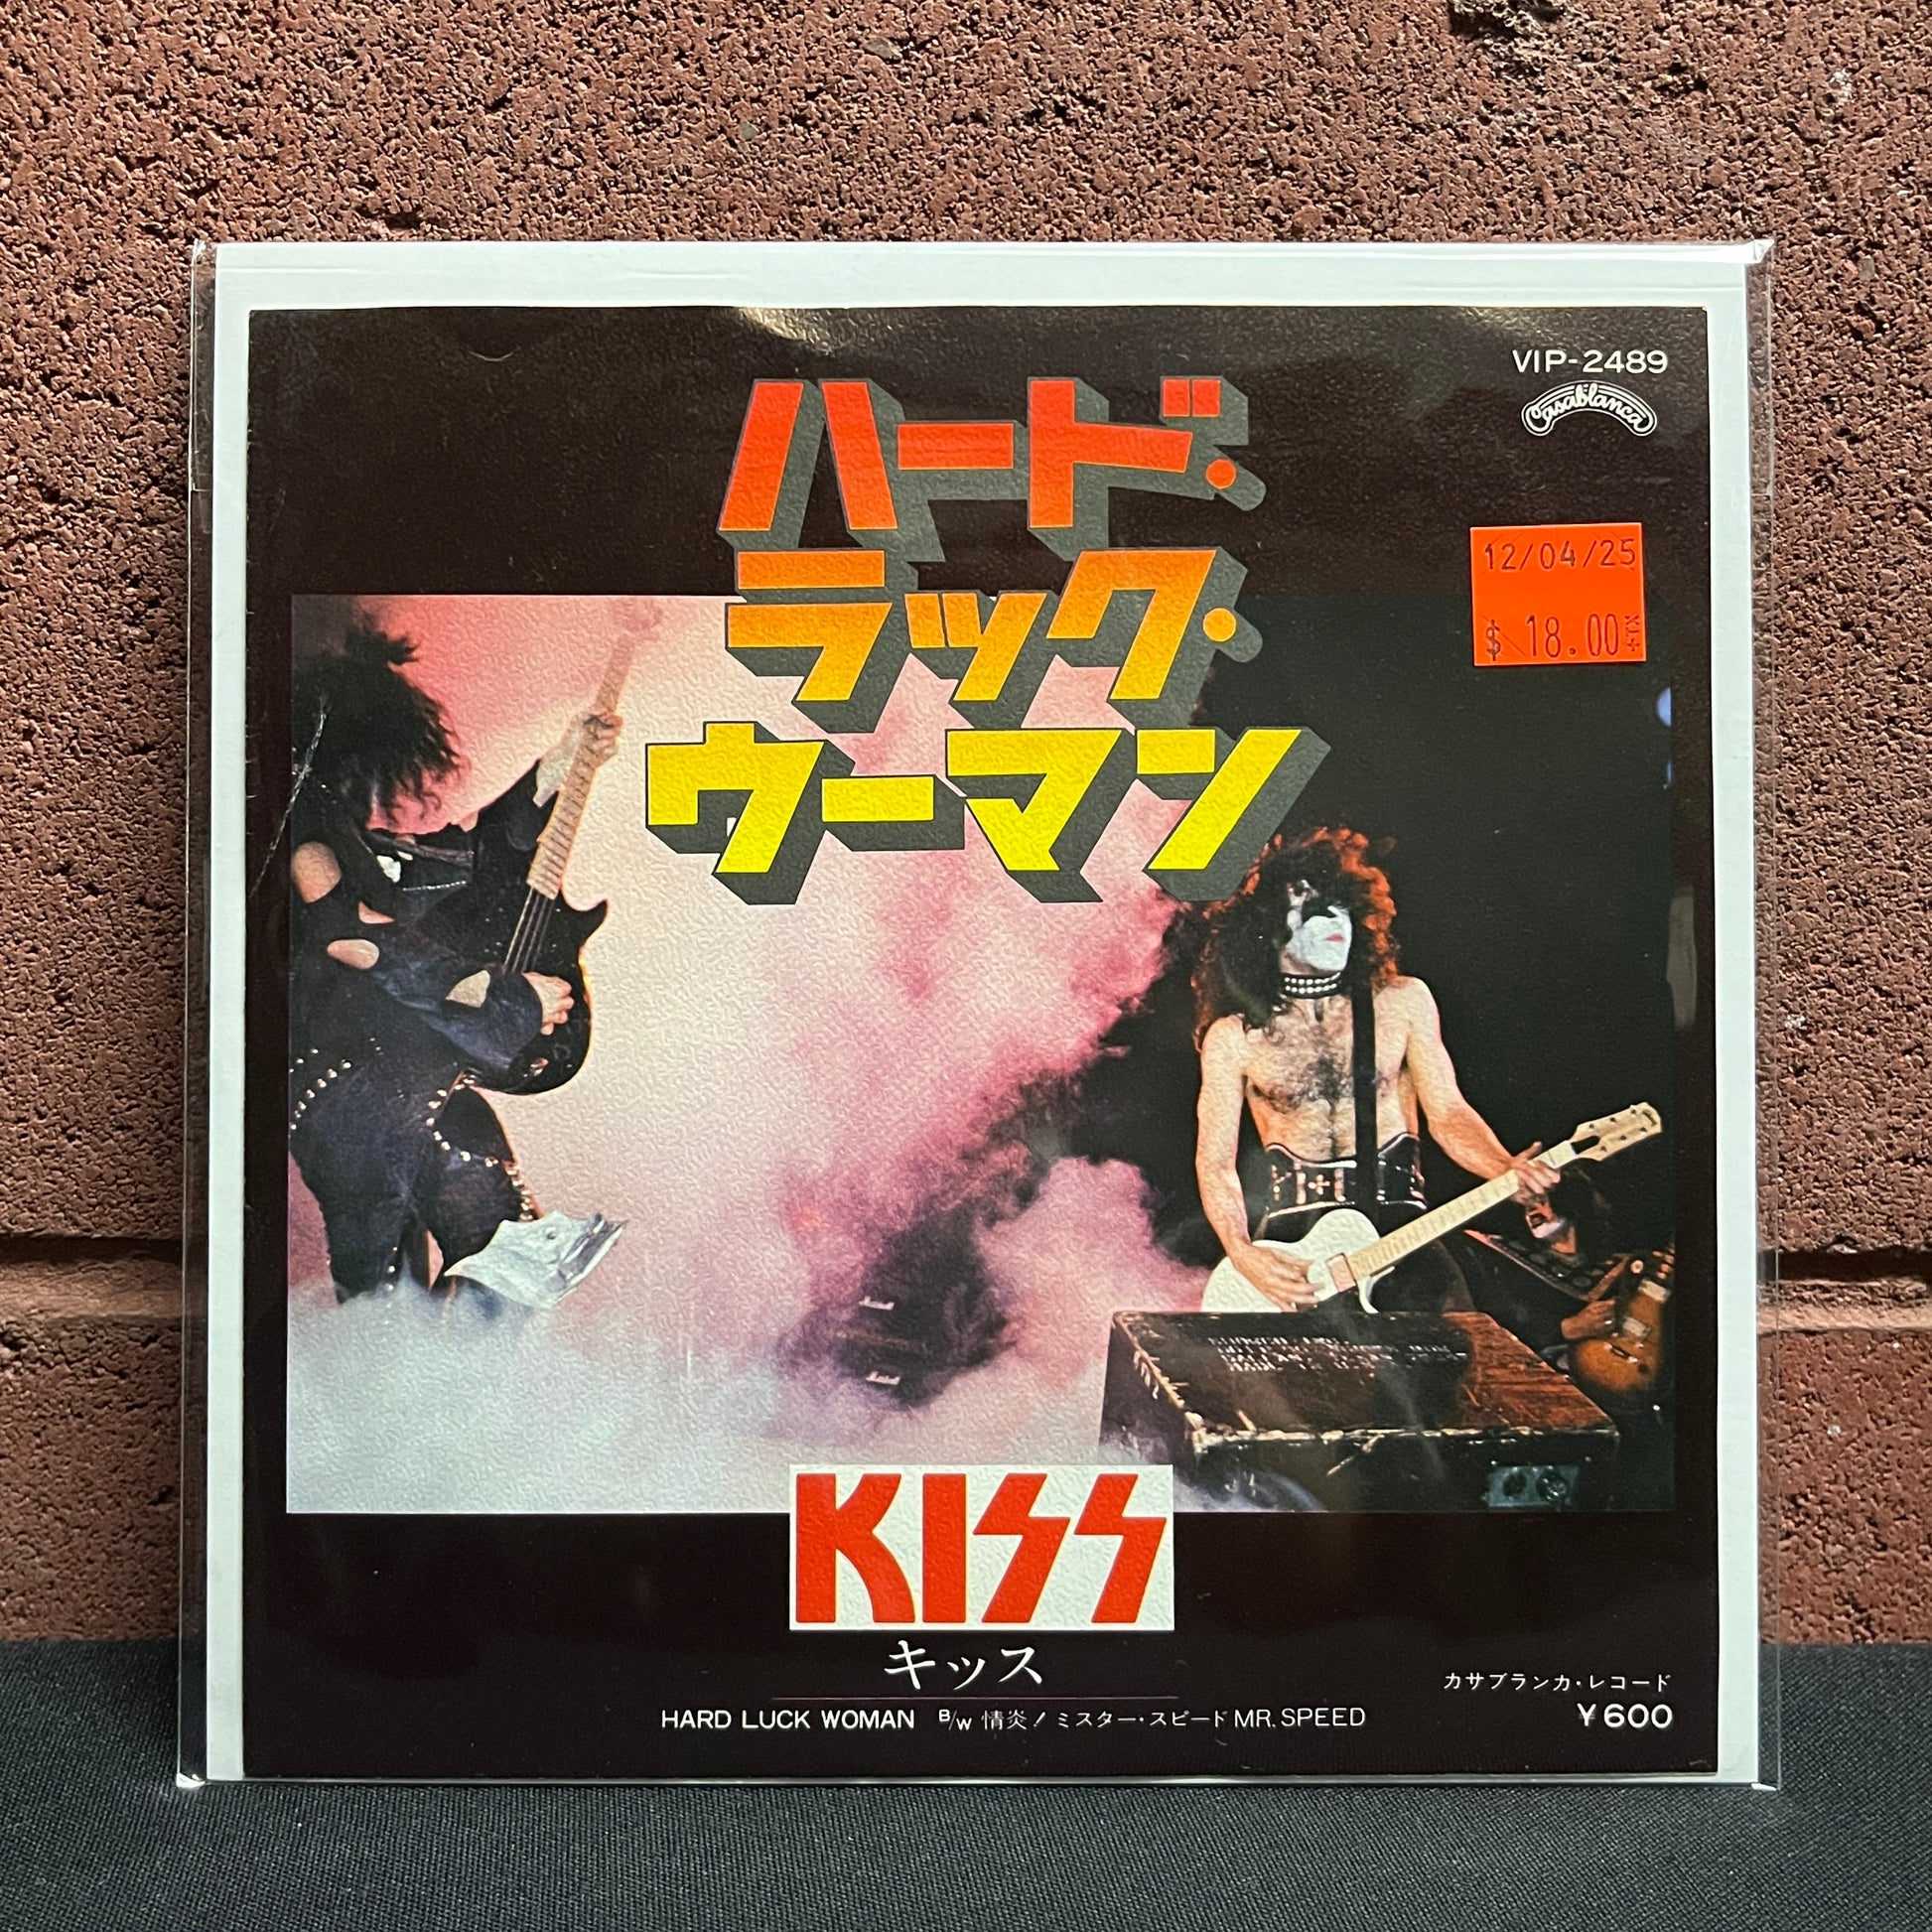 VIP-2489
Casablanca
ハード・
ラック・
ウーマン
12/04/25
$ 18.00
KISS
キッス
HARD LUCK WOMAN B/W 情炎！ミスター・スピード MR. SPEED
カサブランカ・レコード
¥600